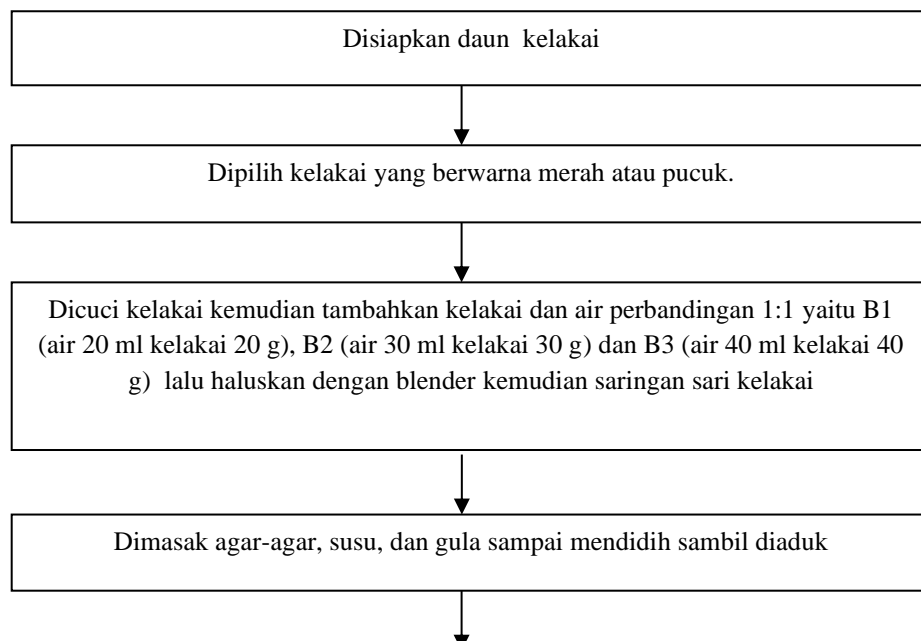 Disiapkan daun  kelakai
Dipilih kelakai yang berwarna merah atau pucuk.
Dicuci kelakai kemudian tambahkan kelakai dan air perbandingan 1:1 yaitu B1
(air 20 ml kelakai 20 g), B2 (air 30 ml kelakai 30 g) dan B3 (air 40 ml kelakai 40
g)  lalu haluskan dengan blender kemudian saringan sari kelakai
Dimasak agar-agar, susu, dan gula sampai mendidih sambil diaduk